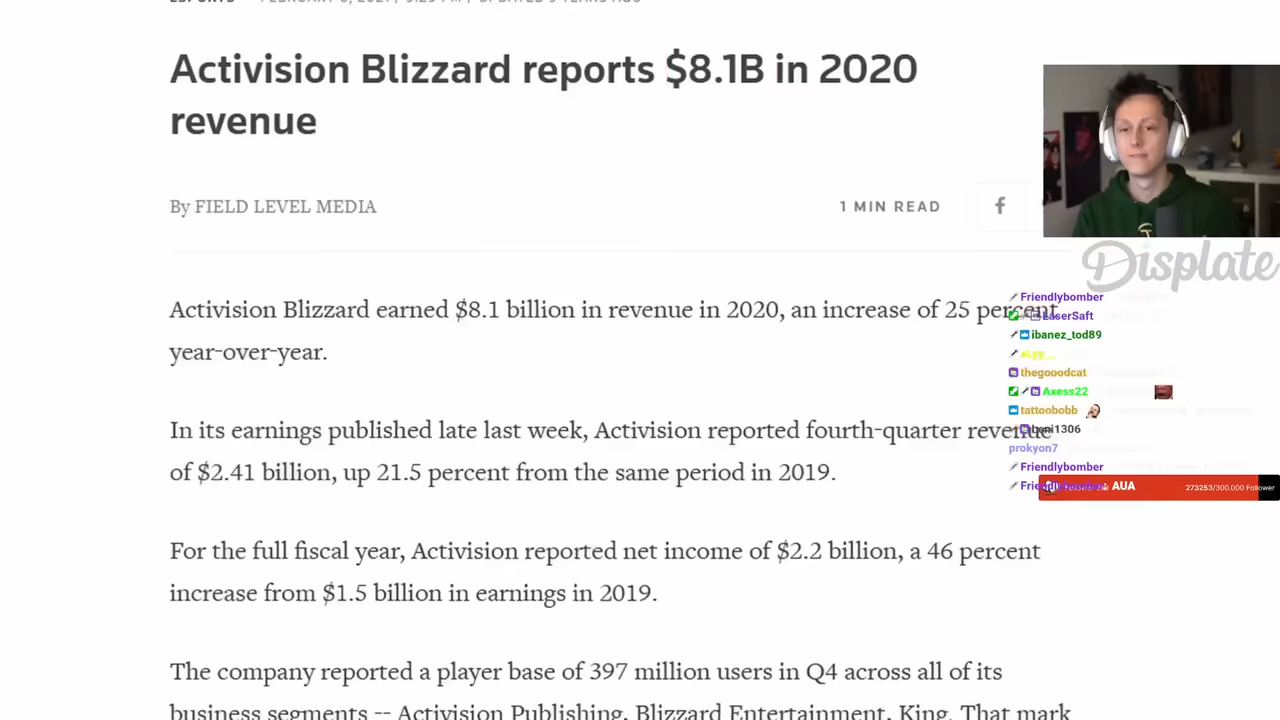 Activision Blizzard reports $8.1B in 2020
revenue
By FIELD LEVEL MEDIA
1 MIN READ
Displate
Activision Blizzard earned $8.1 billion in revenue in 2020, an increase of 25 percent
year-over-year.
In its earnings published late last week, Activision reported fourth-quarter revenue
of $2.41 billion, up 21.5 percent from the same period in 2019.
For the full fiscal year, Activision reported net income of $2.2 billion, a 46 percent
increase from $1.5 billion in earnings in 2019.
The company reported a player base of 397 million users in Q4 across all of its
business segments -- Activision Publishing, Blizzard Entertainment, King. That mark
Friendlybomber
LaserSaft
ibanez_tod89
thegooodcat
Axess22
tattoobobb
prokyon7
Friendlybomber
AUA
273253/300.000 Follower